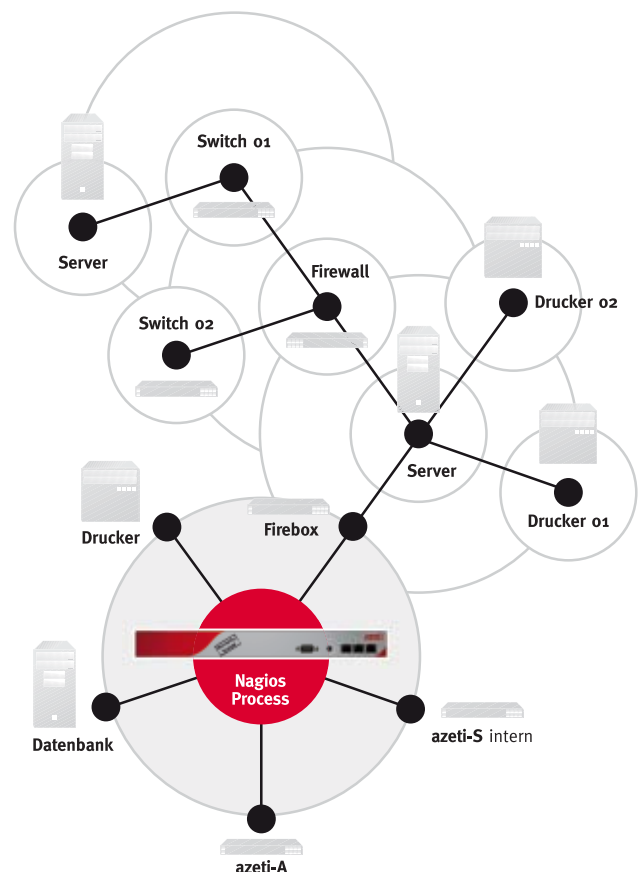 Switch 01
Server
Firewall
Drucker 02
Switch 02
Server
Drucker 01
Drucker
Firebox
Nagios
Process
Datenbank
azeti-S intern
azeti-A